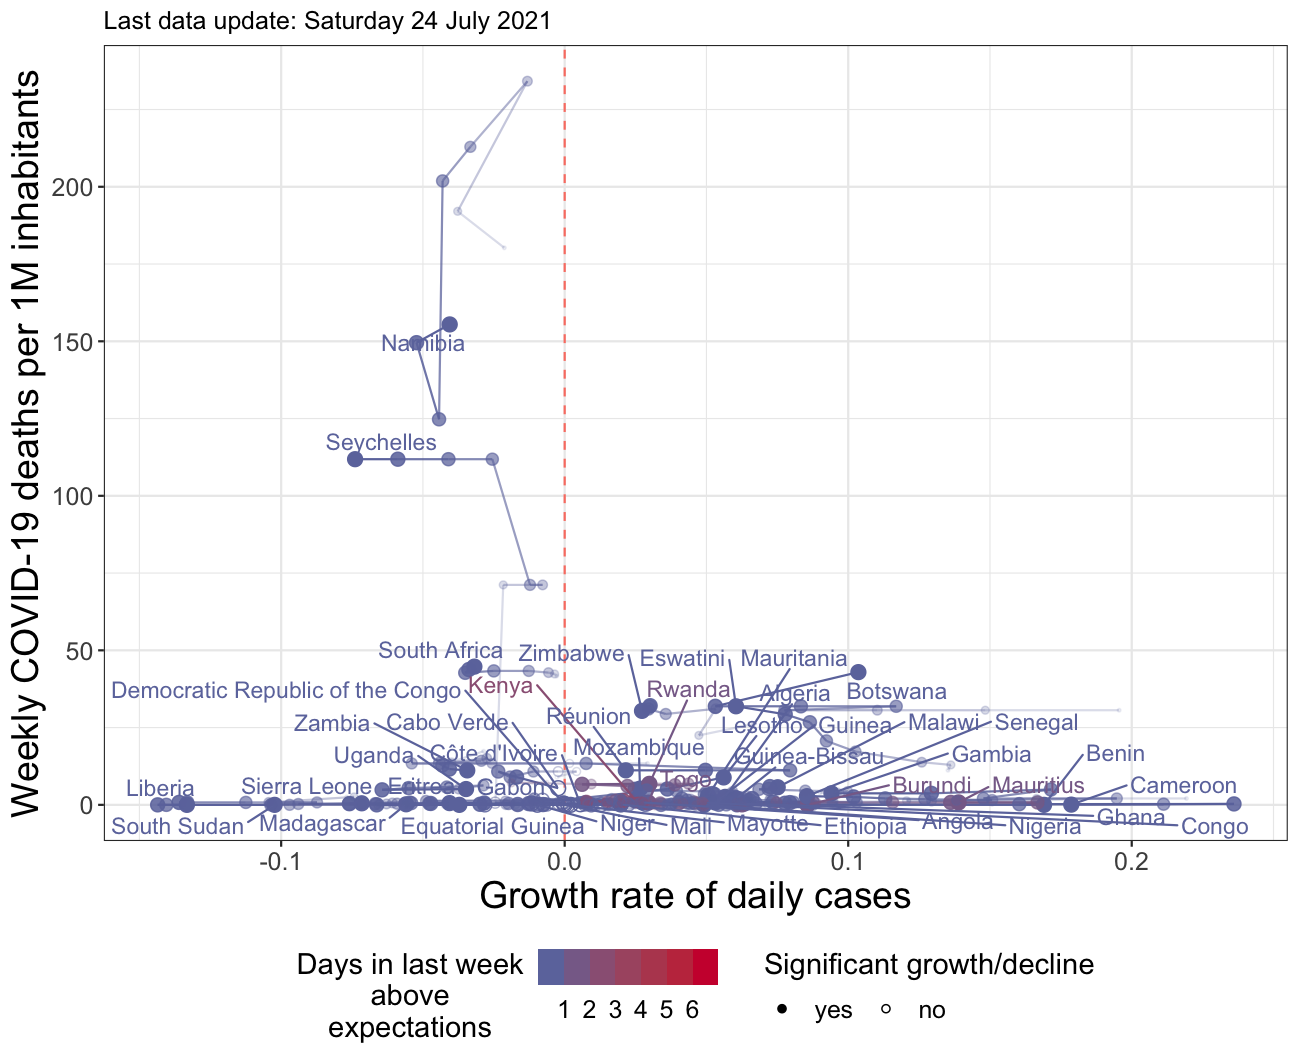 Last data update: Saturday 24 July 2021
Weekly COVID-19 deaths per 1M inhabitants
200
150
100
50
0
Namibia
Seychelles
South Africa
Zimbabwe
Eswatini
Mauritania
Democratic Republic of the Congo
Kenya
Rwanda
Algeria
Botswana
Zambia
Cabo Verde
Réunion
Lesotho
Guinea
Malawi
Senegal
Uganda
Côte d'Ivoire
Mozambique
Guinea-Bissau
Gambia
Benin
Liberia
Sierra Leone
Eritrea
Gabon
Togo
Burundi
Mauritius
Cameroon
South Sudan
Madagascar
Equatorial Guinea
Niger
Mali
Mayotte
Ethiopia
Angola
Nigeria
Ghana
Congo
-0.1
0.0
0.1
0.2
Growth rate of daily cases
Days in last week
above
expectations
1 2 3 4 5 6
Significant growth/decline
yes
no